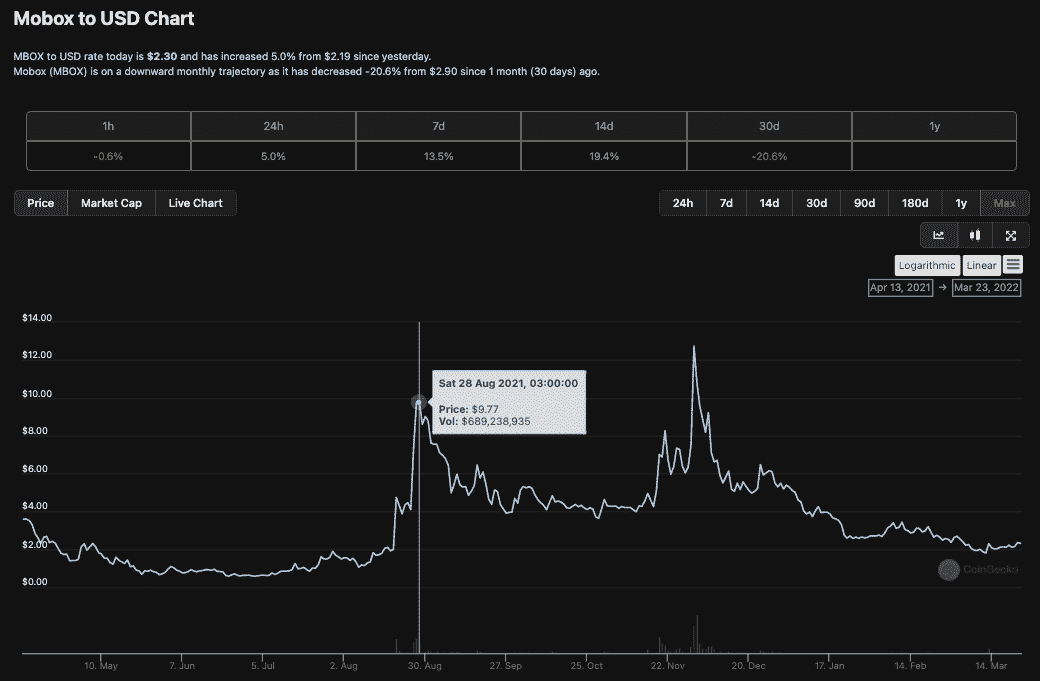 Mobox to USD Chart
MBOX to USD rate today is $2.30 and has increased 5.0% from $2.19 since yesterday.
Mobox (MBOX) is on a downward monthly trajectory as it has decreased -20.6% from $2.90 since 1 month (30 days) ago.
1h 24h 7d 14d 30d 1y
-0.6% 5.0% 13.5% 19.4% -20.6%
Price Market Cap Live Chart 24h 7d 14d 30d 90d 180d 1y Max
Logarithmic Linear
Apr 13, 2021 → Mar 23, 2022
$14.00
$12.00
$10.00
$8.00
$6.00
$4.00
$2.00
$0.00
Sat 28 Aug 2021, 03:00:00
Price: $9.77
Vol: $689,238,935
CoinGecko
10. May 7. Jun 5. Jul 2. Aug 30. Aug 27. Sep 25. Oct 22. Nov 20. Dec 17. Jan 14. Feb 14. Mar